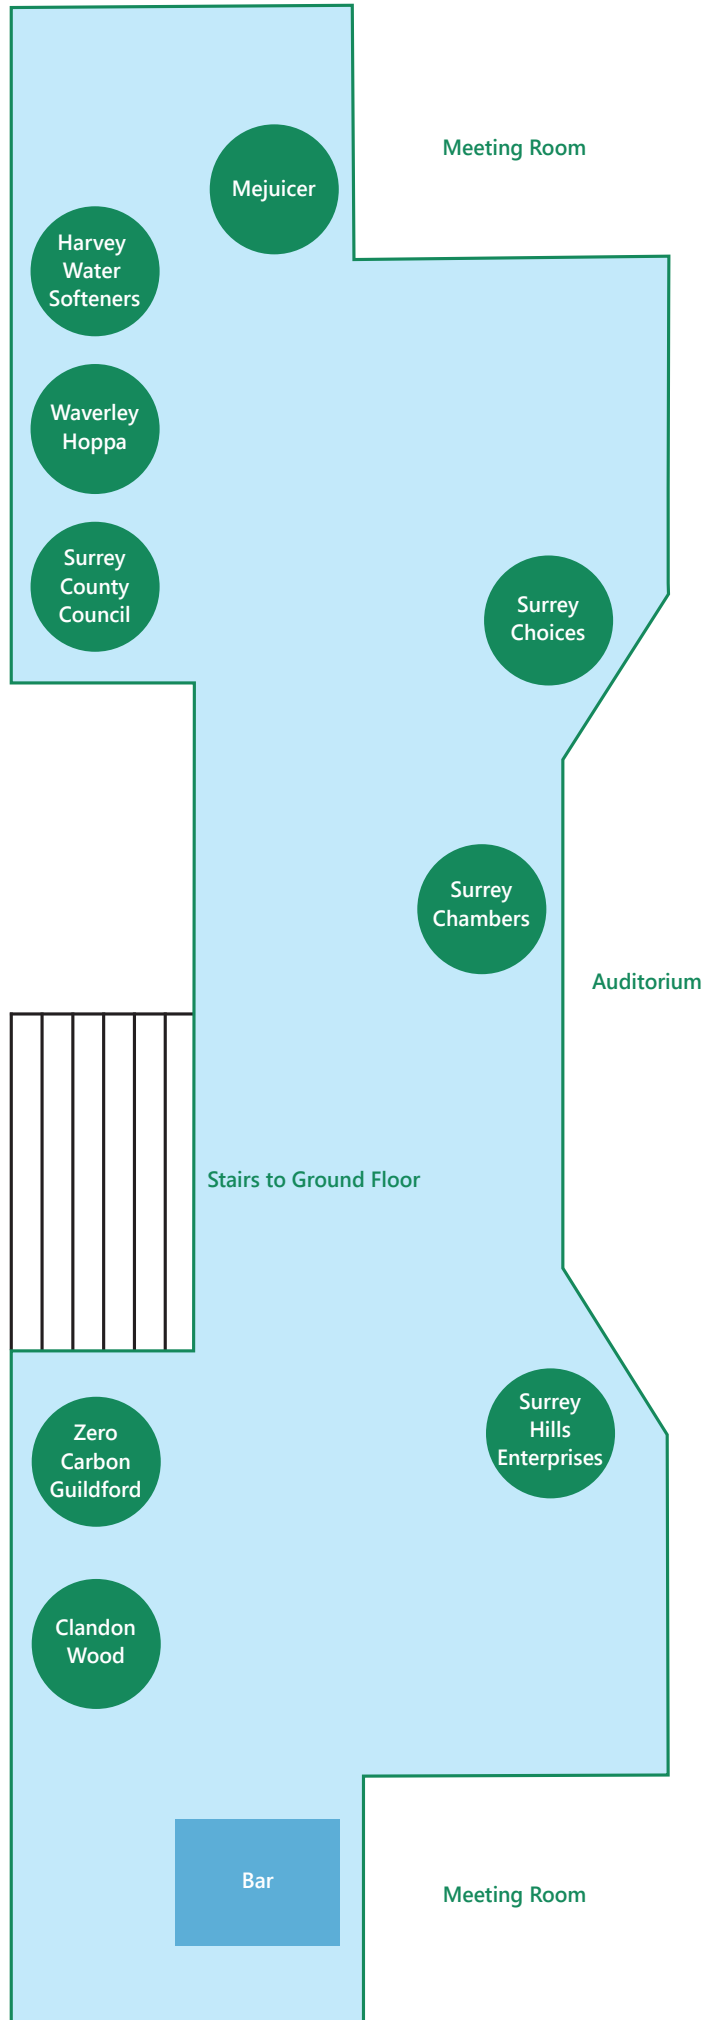 Meeting Room
Mejuicer
Harvey
Water
Softeners
Waverley
Hoppa
Surrey
County
Council
Surrey
Choices
Surrey
Chambers
Auditorium
Stairs to Ground Floor
Surrey
Hills
Enterprises
Zero
Carbon
Guildford
Clandon
Wood
Bar
Meeting Room